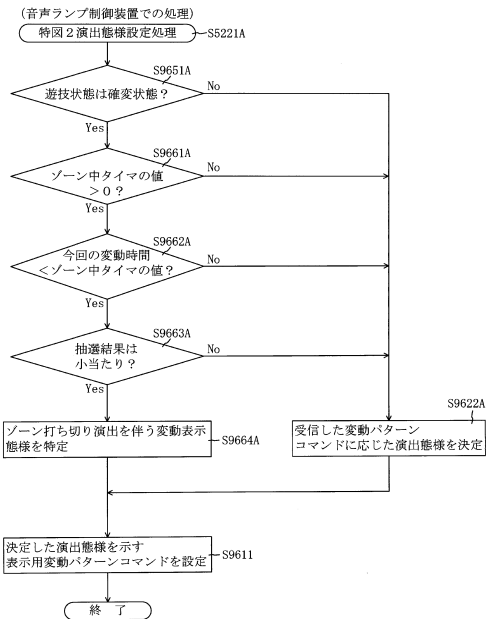 (音声ランプ制御装置での処理)
特図2演出態様設定処理
S5221A
S9651A
遊技状態は確変状態?
No
Yes
S9661A
ゾーン中タイマの値
>0?
No
Yes
S9662A
今回の変動時間
<ゾーン中タイマの値?
No
Yes
S9663A
抽選結果は
小当たり?
No
Yes
ゾーン打ち切り演出を伴う変動表示
態様を特定
S9664A
S9622A
受信した変動パターン
コマンドに応じた演出態様を決定
決定した演出態様を示す
表示用変動パターンコマンドを設定
S9611
終 了